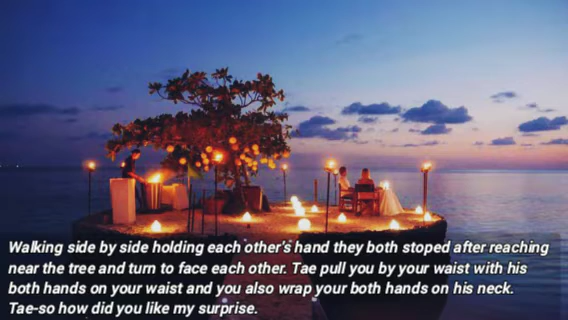 Walking side by side holding each other's hand they both stoped after reaching
near the tree and turn to face each other. Tae pull you by your waist with his
both hands on your waist and you also wrap your both hands on his neck.
Tae-so how did you like my surprise.